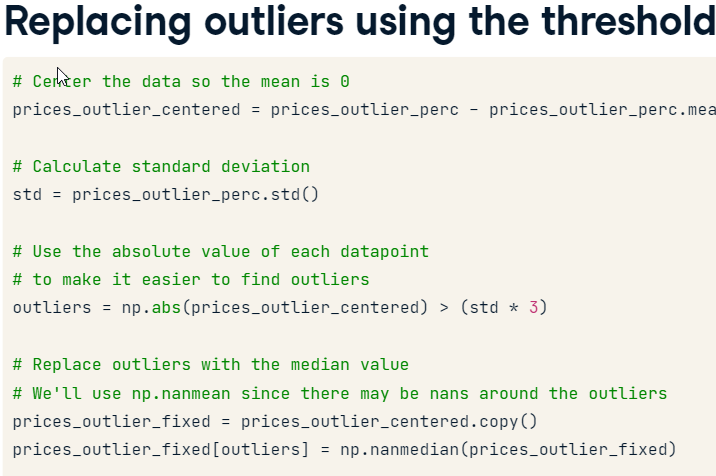 Replacing outliers using the threshold
# Center the data so the mean is 0
prices_outlier_centered = prices_outlier_perc - prices_outlier_perc.mea
# Calculate standard deviation
std = prices_outlier_perc.std()
# Use the absolute value of each datapoint
# to make it easier to find outliers
outliers = np.abs(prices_outlier_centered) > (std * 3)
# Replace outliers with the median value
# We'll use np.nanmean since there may be nans around the outliers
prices_outlier_fixed = prices_outlier_centered.copy()
prices_outlier_fixed[outliers] = np.nanmedian(prices_outlier_fixed)